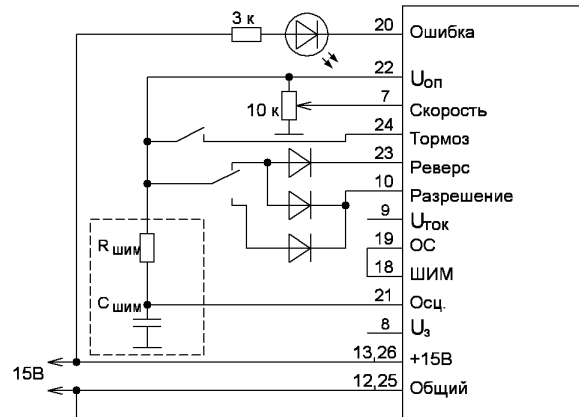 3 к
20 Ошибка
22 Uоп
10 к
7 Скорость
24 Тормоз
23 Реверс
10 Разрешение
9 Uток
19 ОС
R шим
18 ШИМ
C шим
21 Осц.
8 Uз
15В
13,26 +15В
12,25 Общий